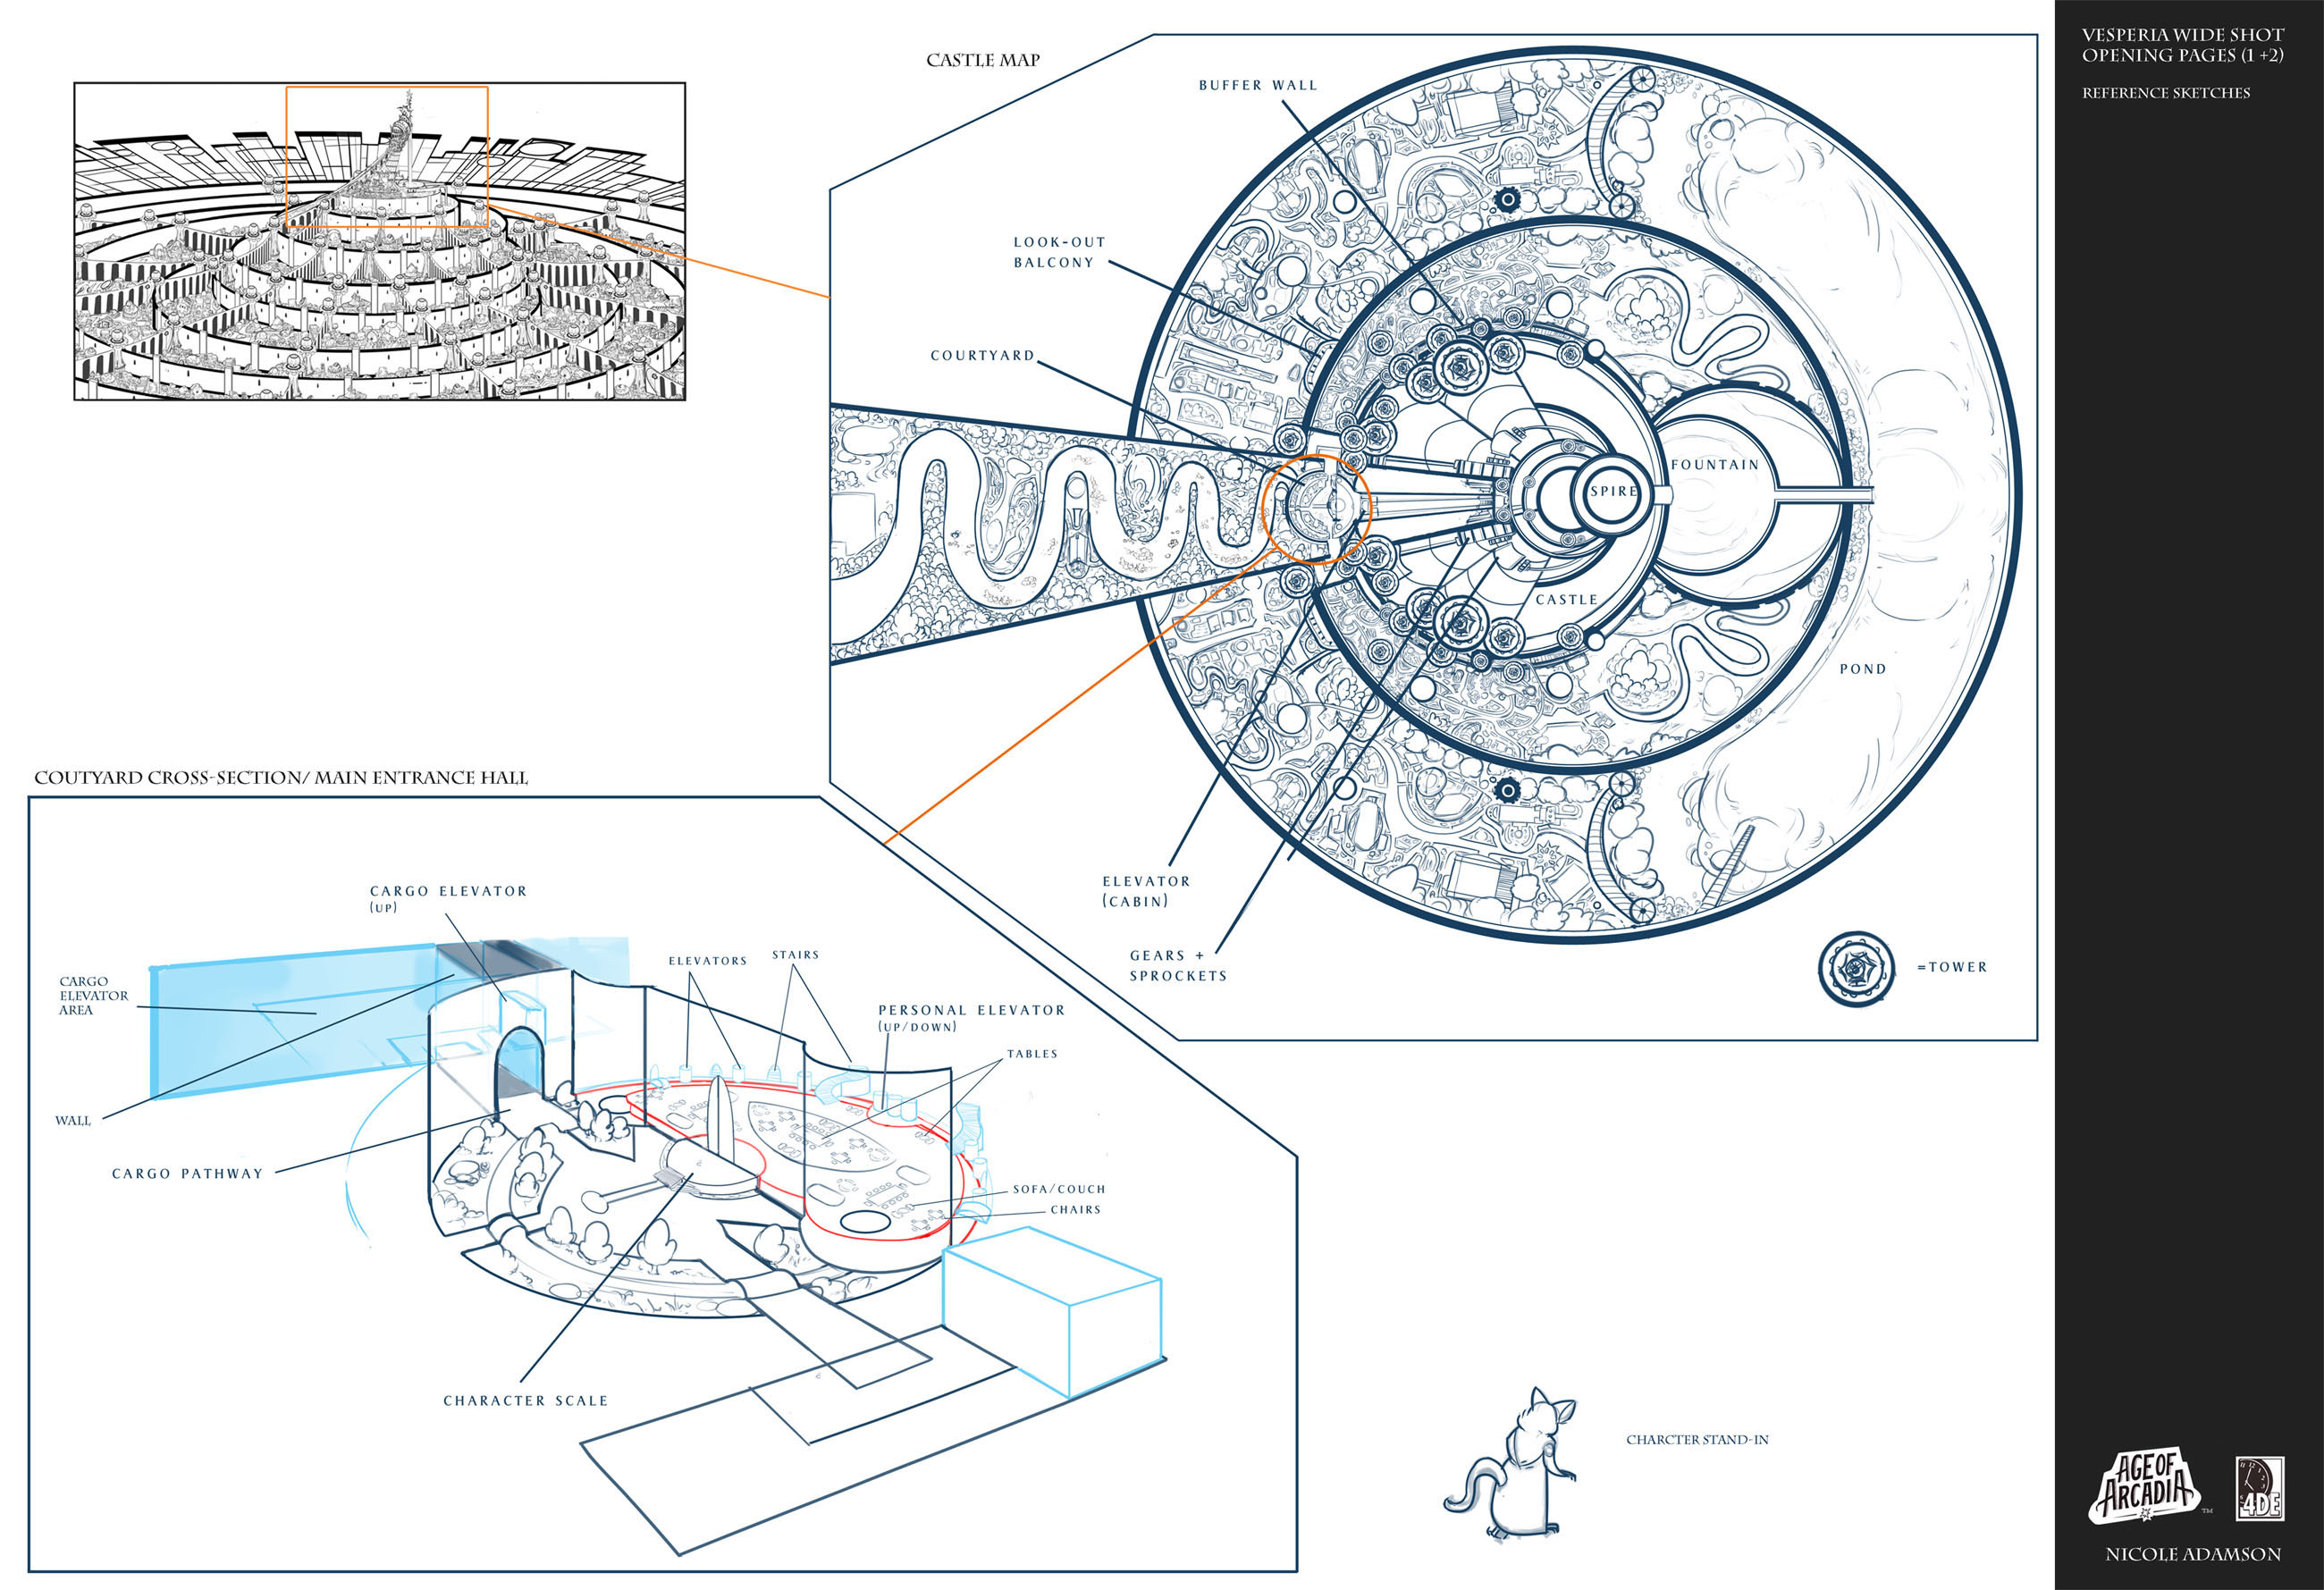 VESPERIA WIDE SHOT
OPENING PAGES (1 +2)
REFERENCE SKETCHES
CASTLE MAP
BUFFER WALL
LOOK-OUT
BALCONY
COURTYARD
FOUNTAIN
SPIRE
CASTLE
POND
ELEVATOR
(CABIN)
GEARS +
SPROCKETS
=TOWER
COUTYARD CROSS-SECTION/ MAIN ENTRANCE HALL
CARGO ELEVATOR
(UP)
ELEVATORS
STAIRS
CARGO
ELEVATOR
AREA
PERSONAL ELEVATOR
(UP/DOWN)
TABLES
WALL
CARGO PATHWAY
SOFA/COUCH
CHAIRS
CHARACTER SCALE
CHARCTER STAND-IN
AGE OF
ARCADIA
TM
4DE
NICOLE ADAMSON